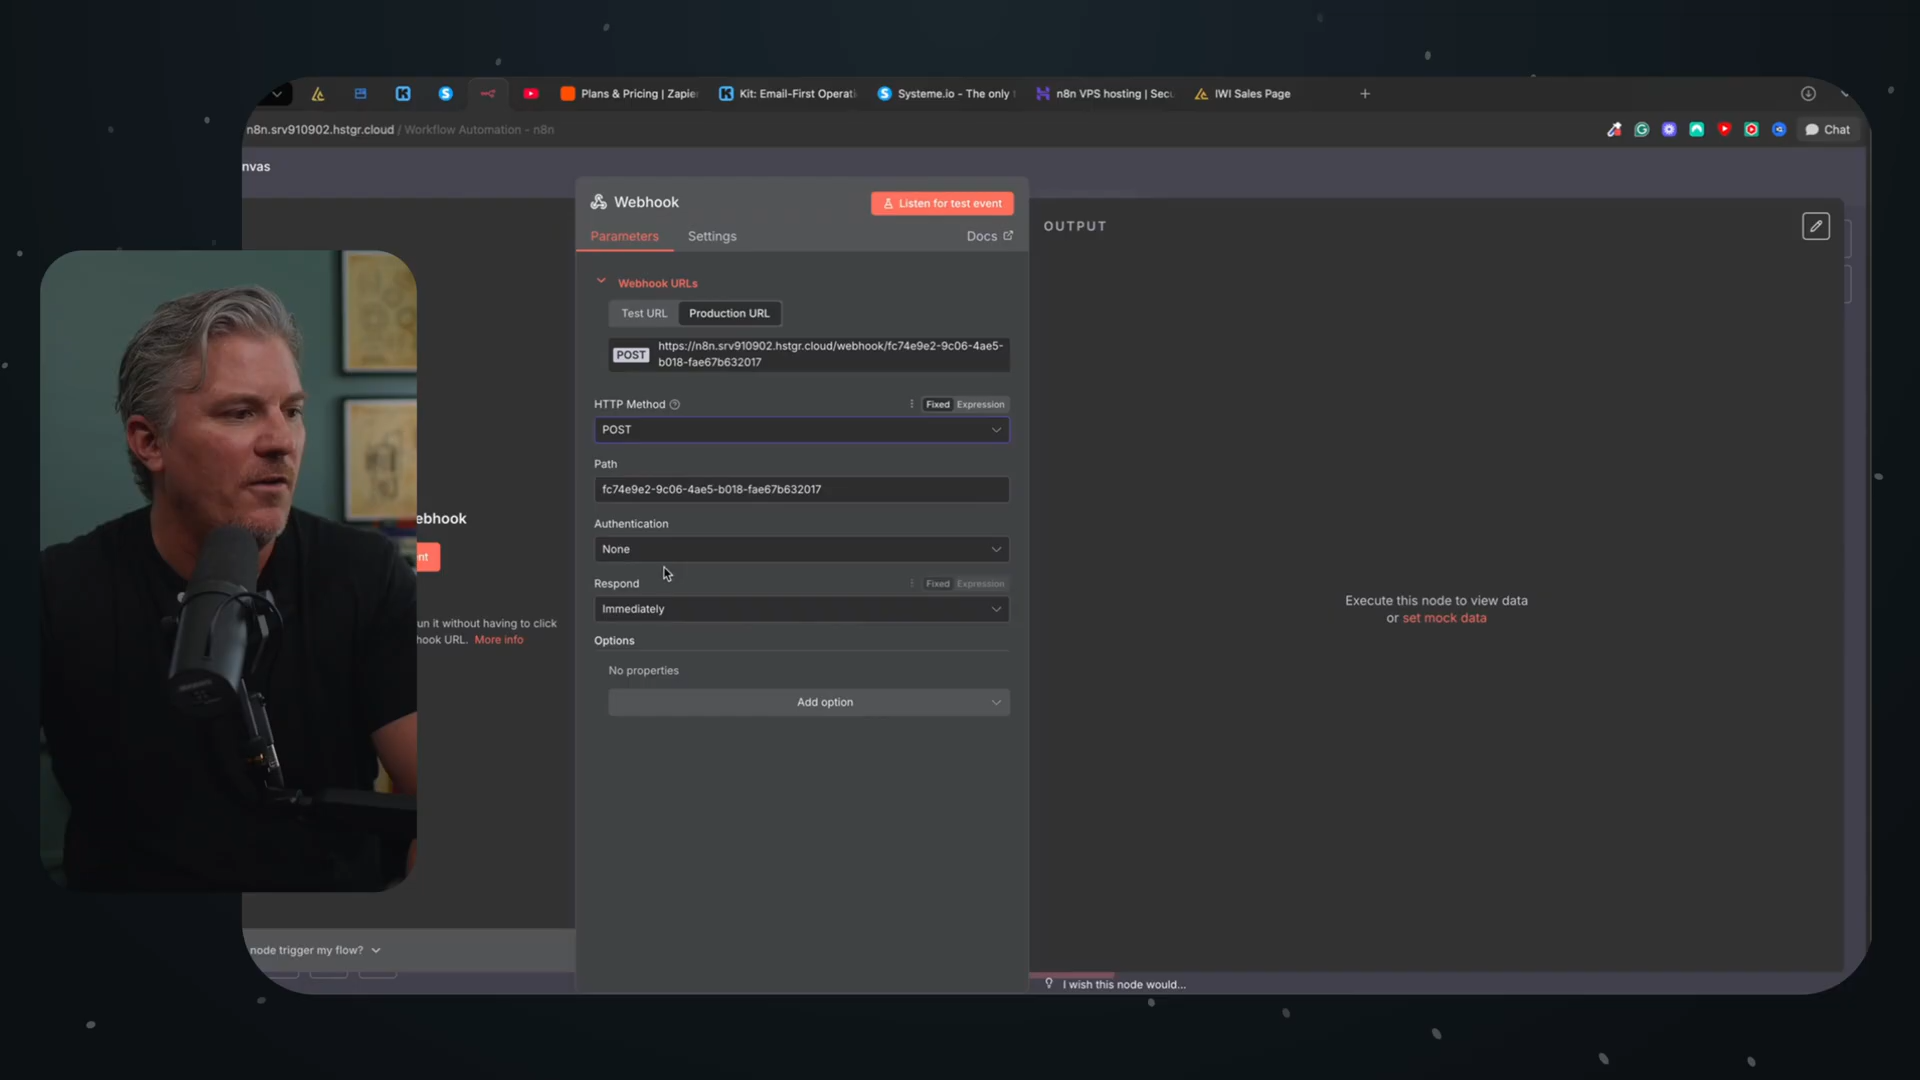 Plans & Pricing | Zapie
Kit: Email-First Operati
Systeme.io - The only
n8n VPS hosting | Sec
IWI Sales Page
n8n.srv910902.hstgr.cloud / Workflow Automation - n8n
Chat
nvas
Webhook
Listen for test event
OUTPUT
Parameters
Settings
Docs
Webhook URLs
Test URL
Production URL
POST
https://n8n.srv910902.hstgr.cloud/webhook/fc74e9e2-9c06-4ae5-
b018-fae67b632017
HTTP Method
Fixed
Expression
POST
Path
fc74e9e2-9c06-4ae5-b018-fae67b632017
ebhook
Authentication
None
nt
Respond
Fixed
Expression
Immediately
Execute this node to view data
or set mock data
un it without having to click
hook URL. More info
Options
No properties
Add option
node trigger my flow?
I wish this node would...